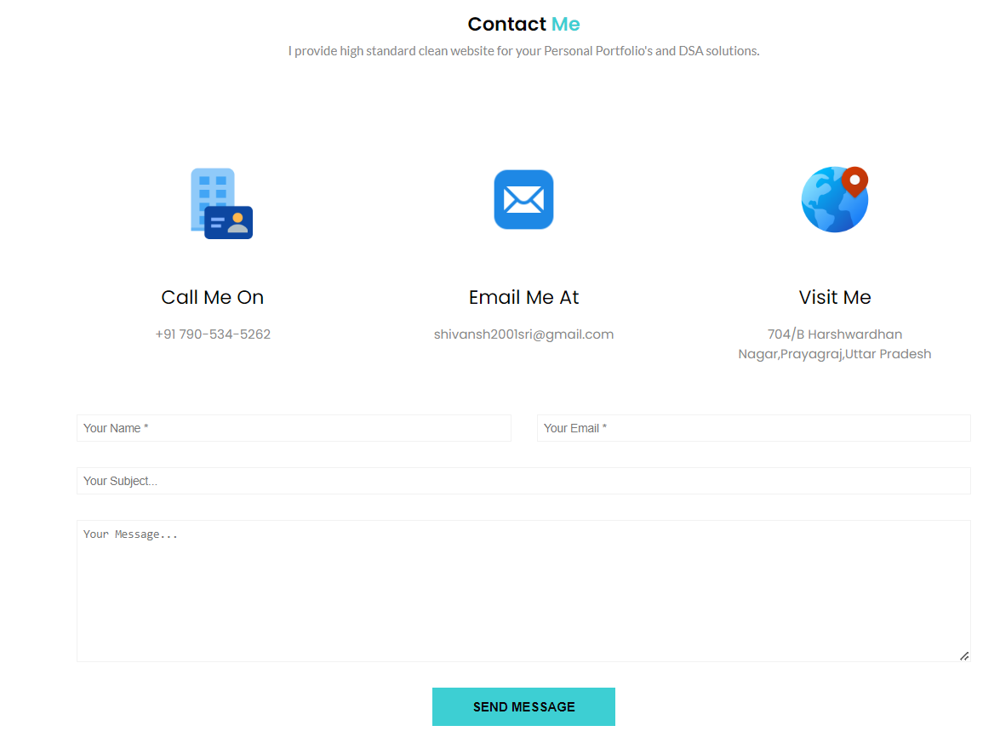 Contact Me
I provide high standard clean website for your Personal Portfolio's and DSA solutions.
Call Me On
+91 790-534-5262
Email Me At
shivansh2001sri@gmail.com
Visit Me
704/B Harshwardhan
Nagar,Prayagraj,Uttar Pradesh
Your Name *
Your Email *
Your Subject...
Your Message...
SEND MESSAGE